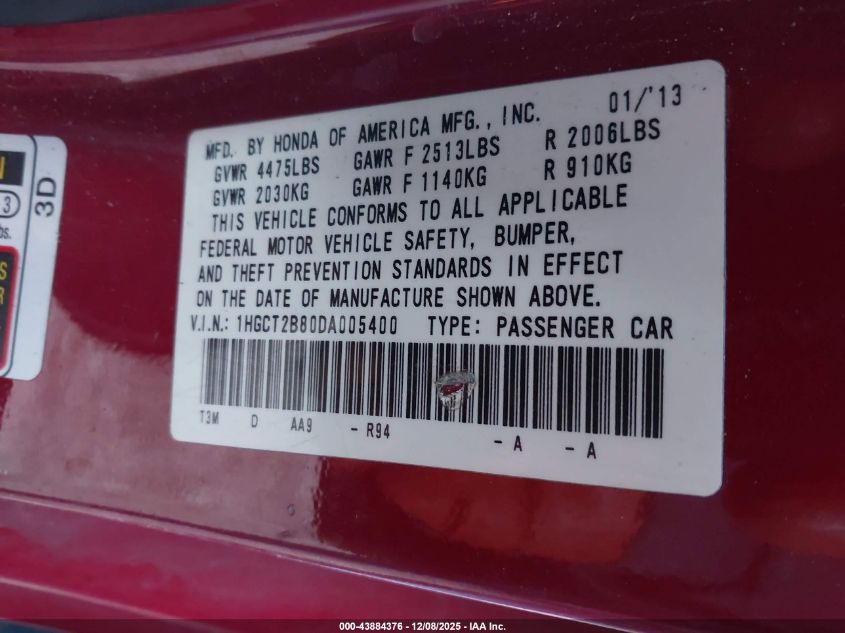 MFD. BY HONDA OF AMERICA MFG., INC. 01/'13
GVWR 4475LBS GAWR F 2513LBS R 2006LBS
GVWR 2030KG GAWR F 1140KG R 910KG
THIS VEHICLE CONFORMS TO ALL APPLICABLE
FEDERAL MOTOR VEHICLE SAFETY, BUMPER,
AND THEFT PREVENTION STANDARDS IN EFFECT
ON THE DATE OF MANUFACTURE SHOWN ABOVE.
V.I.N.: 1HGCT2B80DA005400 TYPE: PASSENGER CAR
T3M D AA9 - R94 - A - A
N
3
bs.
S
R
3D
000-43884376 | 12/08/2025 - IAA Inc.